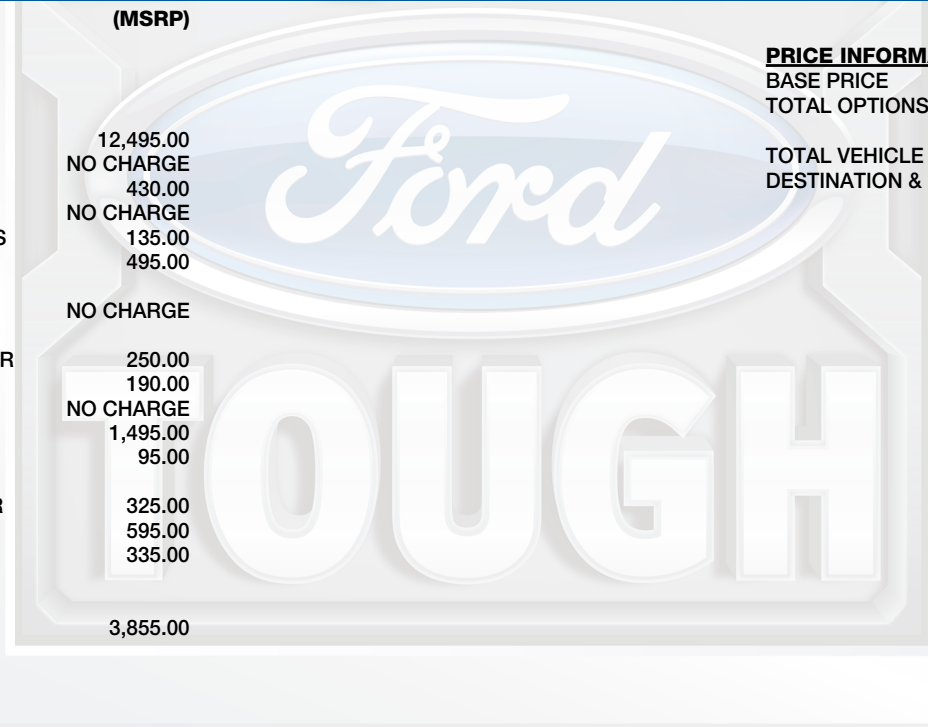 (MSRP)
12,495.00
NO CHARGE
430.00
NO CHARGE
S 135.00
495.00
NO CHARGE
R 250.00
190.00
NO CHARGE
1,495.00
95.00
R 325.00
595.00
335.00
3,855.00
PRICE INFORMA
BASE PRICE
TOTAL OPTIONS
TOTAL VEHICLE
DESTINATION &
Ford
TOUGH